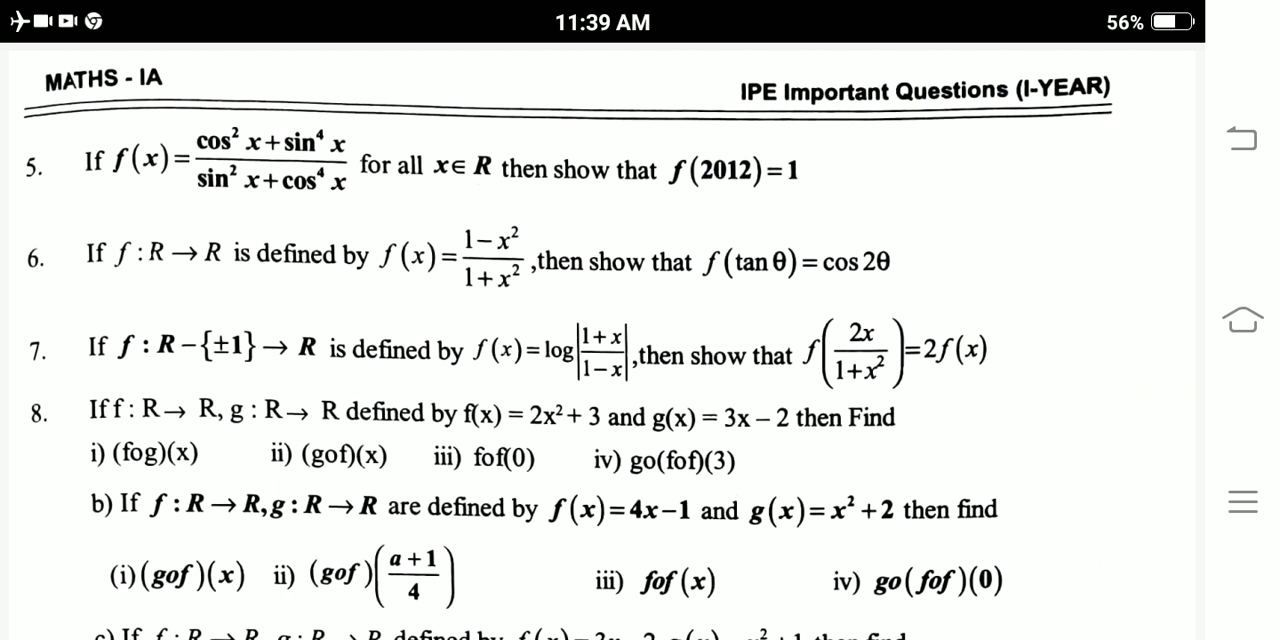 11:39 AM 56%
MATHS - IA
IPE Important Questions (I-YEAR)
5. If f(x)=(cos² x+sin⁴ x)/(sin² x+cos⁴ x) for all x∈ R then show that f(2012)=1
6. If f : R → R is defined by f(x)=(1−x²)/(1+x²) ,then show that f(tan θ)=cos 2θ
7. If f : R−{±1} → R is defined by f(x)=log|(1+x)/(1−x)| ,then show that f(2x/(1+x²))=2f(x)
8. If f : R→ R, g : R→ R defined by f(x) = 2x² + 3 and g(x) = 3x – 2 then Find
i) (fog)(x) ii) (gof)(x) iii) fof(0) iv) go(fof)(3)
b) If f : R → R, g : R → R are defined by f(x)=4x−1 and g(x)=x²+2 then find
(i) (gof)(x) ii) (gof)((a+1)/4) iii) fof(x) iv) go(fof)(0)
c) If f : R → R, g : R → R defined by